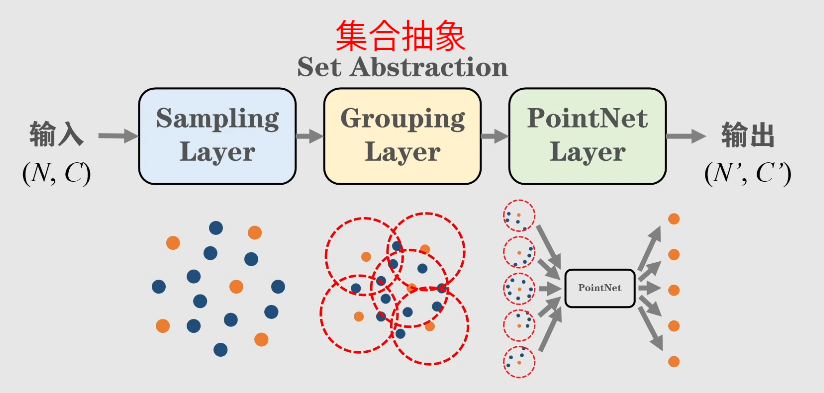 集合抽象
Set Abstraction
输入
(N, C)
Sampling
Layer
Grouping
Layer
PointNet
Layer
输出
(N’, C’)
PointNet